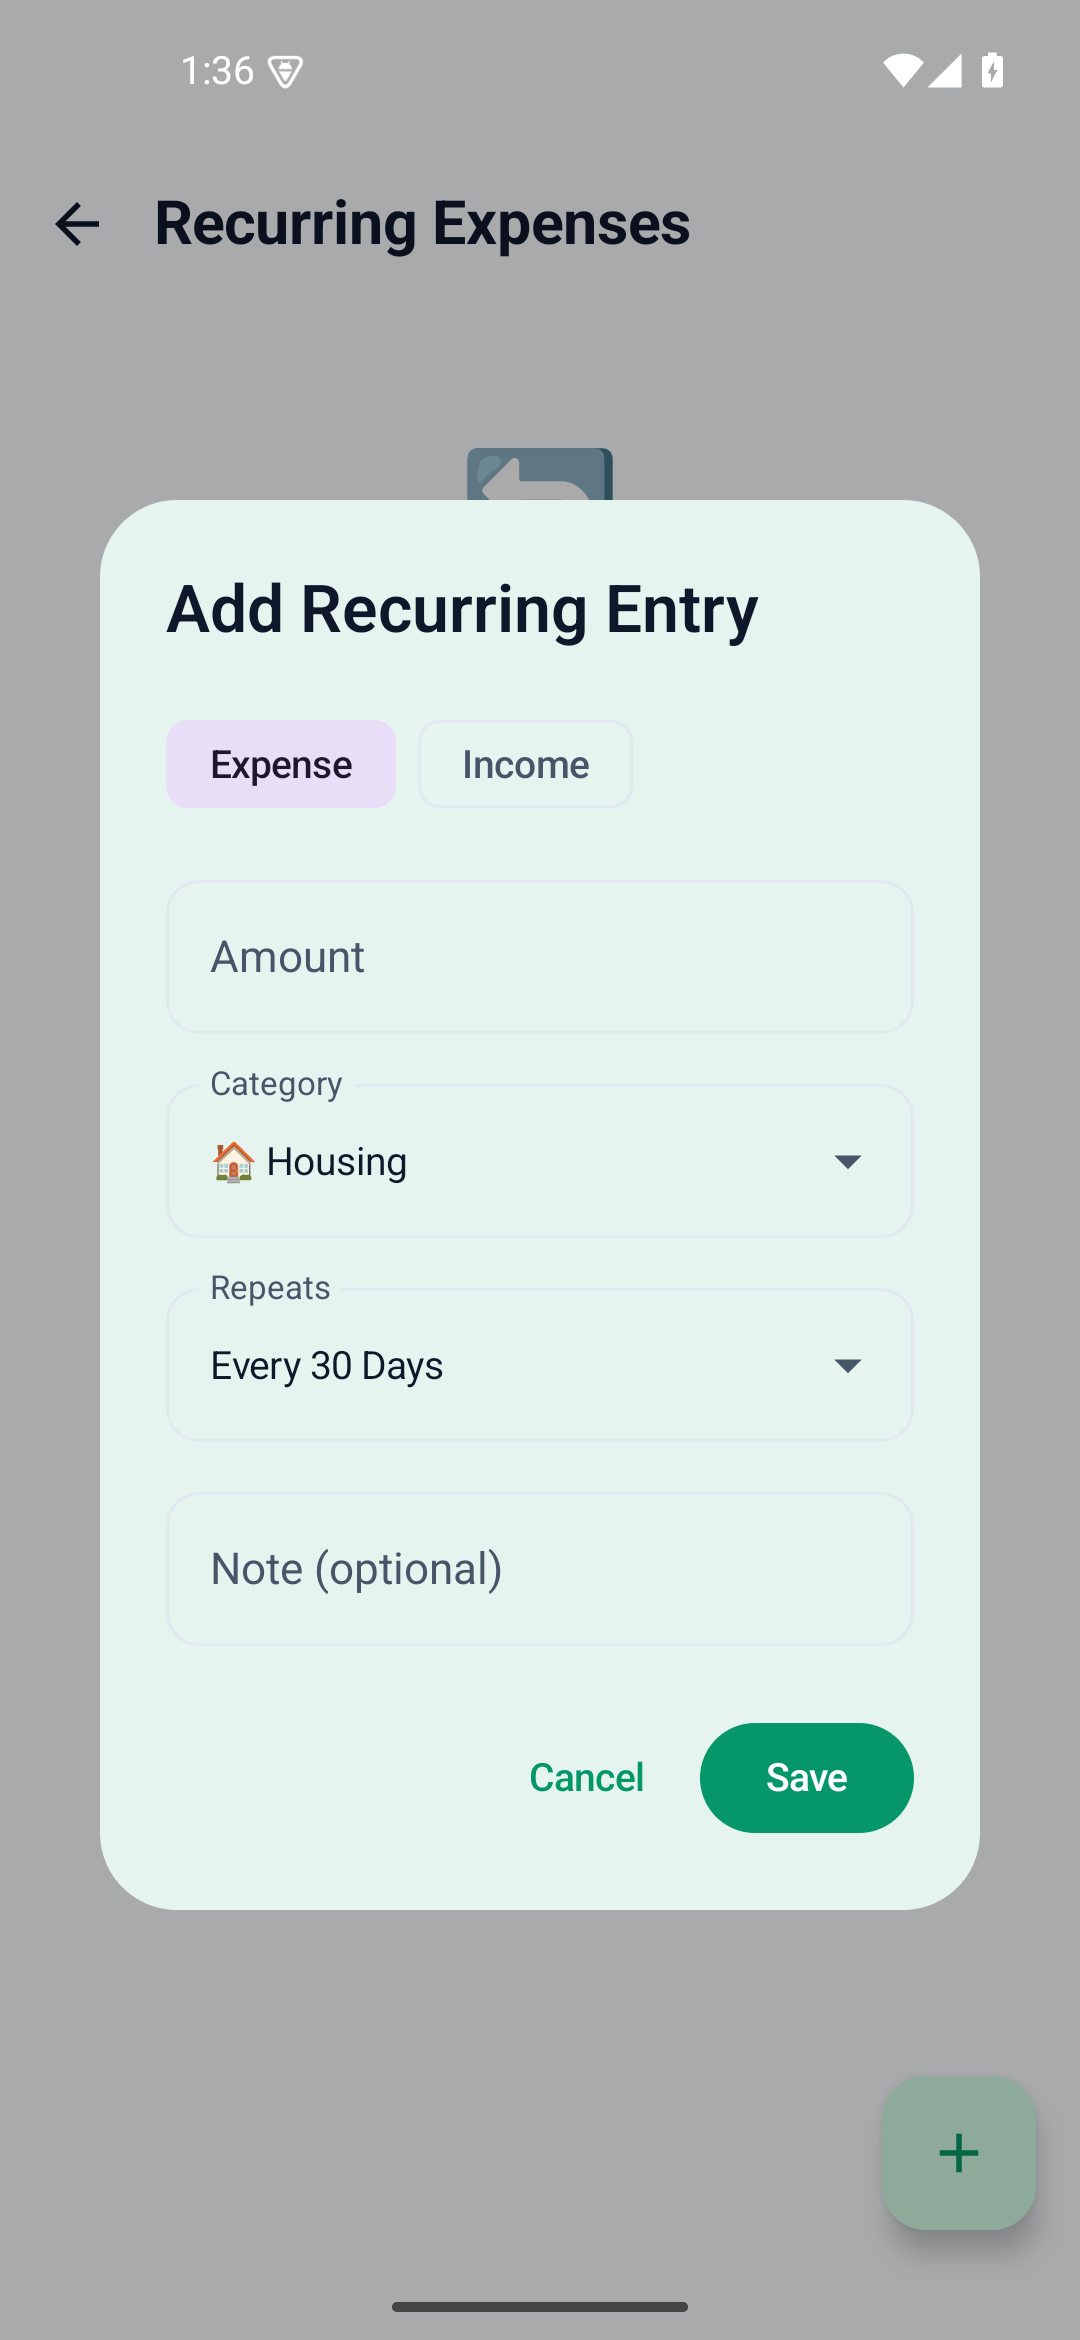 1:36
Recurring Expenses
Add Recurring Entry
Expense
Income
Amount
Category
🏠 Housing
Repeats
Every 30 Days
Note (optional)
Cancel
Save